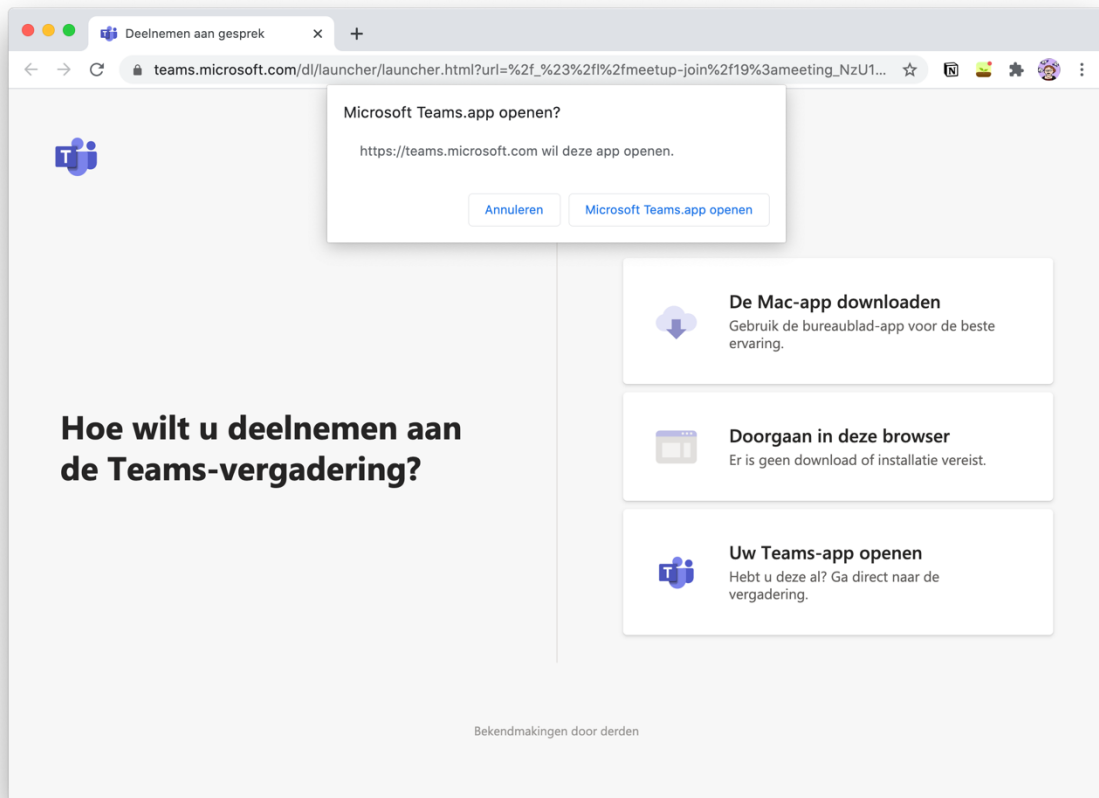 Deelnemen aan gesprek
teams.microsoft.com/dl/launcher/launcher.html?url=%2f_%23%2fl%2fmeetup-join%2f19%3ameeting_NzU1...
Microsoft Teams.app openen?
https://teams.microsoft.com wil deze app openen.
Annuleren
Microsoft Teams.app openen
Hoe wilt u deelnemen aan
de Teams-vergadering?
De Mac-app downloaden
Gebruik de bureaublad-app voor de beste
ervaring.
Doorgaan in deze browser
Er is geen download of installatie vereist.
Uw Teams-app openen
Hebt u deze al? Ga direct naar de
vergadering.
Bekendmakingen door derden